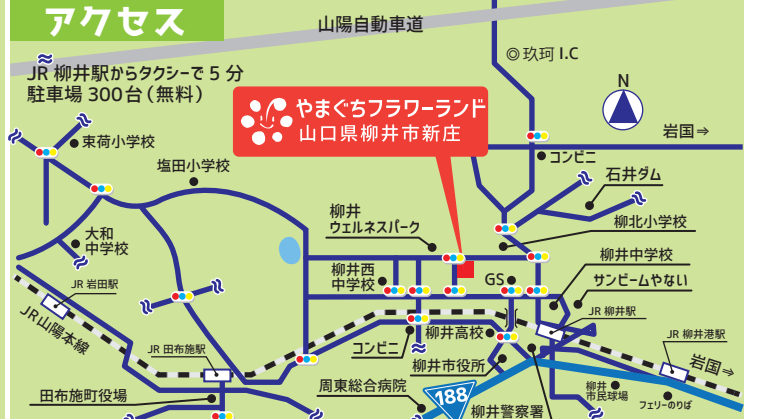 アクセス
山陽自動車道
◎玖珂 I.C
JR 柳井駅からタクシーで 5 分
駐車場 300台（無料）
N
やまぐちフラワーランド
山口県柳井市新庄
岩国⇒
束荷小学校
塩田小学校
コンビニ
石井ダム
大和
中学校
柳井
ウェルネスパーク
柳北小学校
柳井西
中学校
GS
柳井中学校
サンビームやない
JR 岩田駅
JR山陽本線
JR 柳井駅
柳井高校
JR 田布施駅
コンビニ
JR 柳井港駅
岩国⇒
柳井市役所
田布施町役場
周東総合病院
188
柳井警察署
柳井
市民球場
フェリーのりば